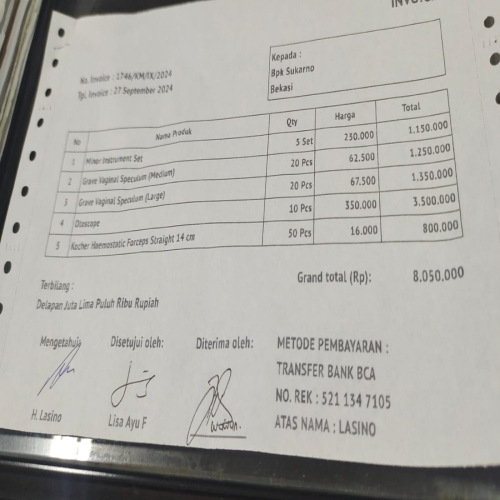 No. Invoice : 1746/KM/IX/2024
Tgl. Invoice : 27 September 2024
Kepada :
Bpk Sukarno
Bekasi
No Nama Produk Qty Harga Total
1 Minor Instrument Set 5 Set 230.000 1.150.000
2 Grave Vaginal Speculum (Medium) 20 Pcs 62.500 1.250.000
3 Grave Vaginal Speculum (Large) 20 Pcs 67.500 1.350.000
4 Otoscope 10 Pcs 350.000 3.500.000
5 Kocher Haemostatic Forceps Straight 14 cm 50 Pcs 16.000 800.000
Grand total (Rp): 8.050.000
Terbilang :
Delapan Juta Lima Puluh Ribu Rupiah
Mengetahui Disetujui oleh: Diterima oleh:
H. Lasino Lisa Ayu F
METODE PEMBAYARAN :
TRANSFER BANK BCA
NO. REK : 521 134 7105
ATAS NAMA : LASINO